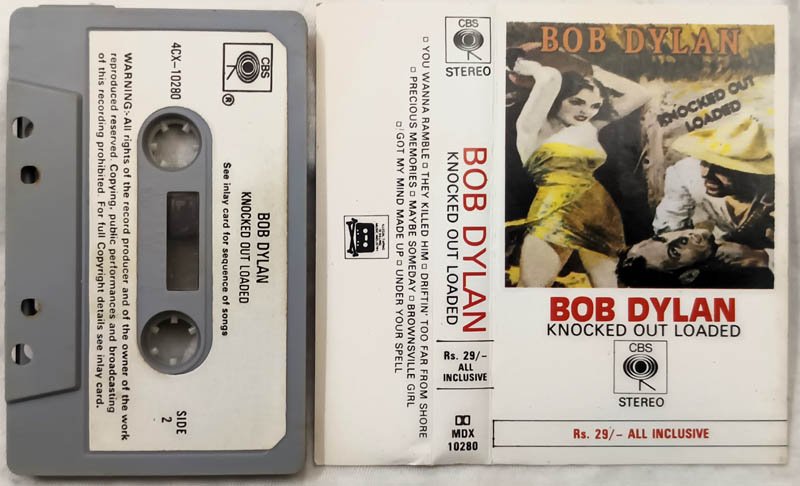 CBS
®
4CX-10280
WARNING>All rights of the record producer and of the owner of the work
reproduced reserved. Copying, public performances and broadcasting
of this recording prohibited. For full Copyright details see inlay card.
See inlay card for sequence of songs
KNOCKED OUT LOADED
BOB DYLAN
SIDE
2
CBS
STEREO
□ YOU WANNA RAMBLE □ THEY KILLED HIM □ DRIFTIN' TOO FAR FROM SHORE
□ PRECIOUS MEMORIES □ MAYBE SOMEDAY □ BROWNSVILLE GIRL
□ GOT MY MIND MADE UP □ UNDER YOUR SPELL
BOB DYLAN
KNOCKED OUT LOADED
Rs. 29/-
ALL
INCLUSIVE
MDX
10280
BOB DYLAN
KNOCKED OUT
LOADED
BOB DYLAN
KNOCKED OUT LOADED
CBS
STEREO
Rs. 29/- ALL INCLUSIVE